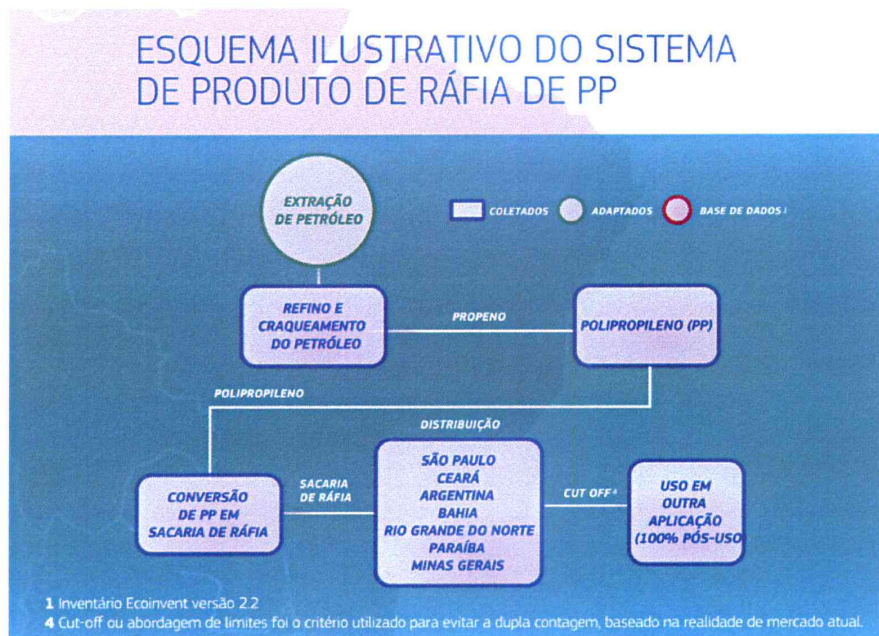 ESQUEMA ILUSTRATIVO DO SISTEMA
DE PRODUTO DE RÁFIA DE PP
EXTRAÇÃO
DE PETRÓLEO
COLETADOS
ADAPTADOS
BASE DE DADOS 1
REFINO E
CRAQUEAMENTO
DO PETRÓLEO
PROPENO
POLIPROPILENO (PP)
POLIPROPILENO
DISTRIBUIÇÃO
CONVERSÃO
DE PP EM
SACARIA DE RÁFIA
SACARIA
DE RÁFIA
SÃO PAULO
CEARÁ
ARGENTINA
BAHIA
RIO GRANDE DO NORTE
PARAÍBA
MINAS GERAIS
CUT OFF 4
USO EM
OUTRA
APLICAÇÃO
(100% PÓS-USO
1 Inventário Ecoinvent versão 2.2
4 Cut-off ou abordagem de limites foi o critério utilizado para evitar a dupla contagem, baseado na realidade de mercado atual.